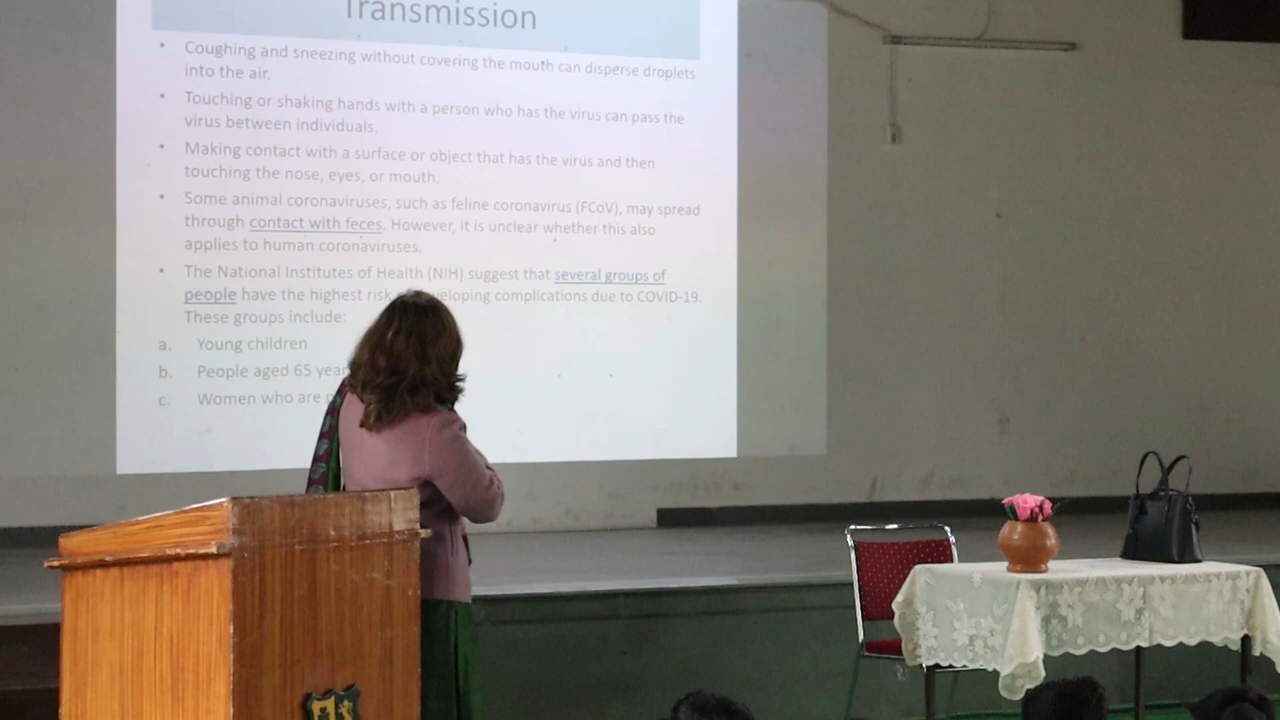 Transmission
• Coughing and sneezing without covering the mouth can disperse droplets
into the air.
• Touching or shaking hands with a person who has the virus can pass the
virus between individuals.
• Making contact with a surface or object that has the virus and then
touching the nose, eyes, or mouth.
• Some animal coronaviruses, such as feline coronavirus (FCoV), may spread
through contact with feces. However, it is unclear whether this also
applies to human coronaviruses.
• The National Institutes of Health (NIH) suggest that several groups of
people have the highest risk complications due to COVID-19.
These groups include:
a. Young children
b. People aged 65
c. Women who are